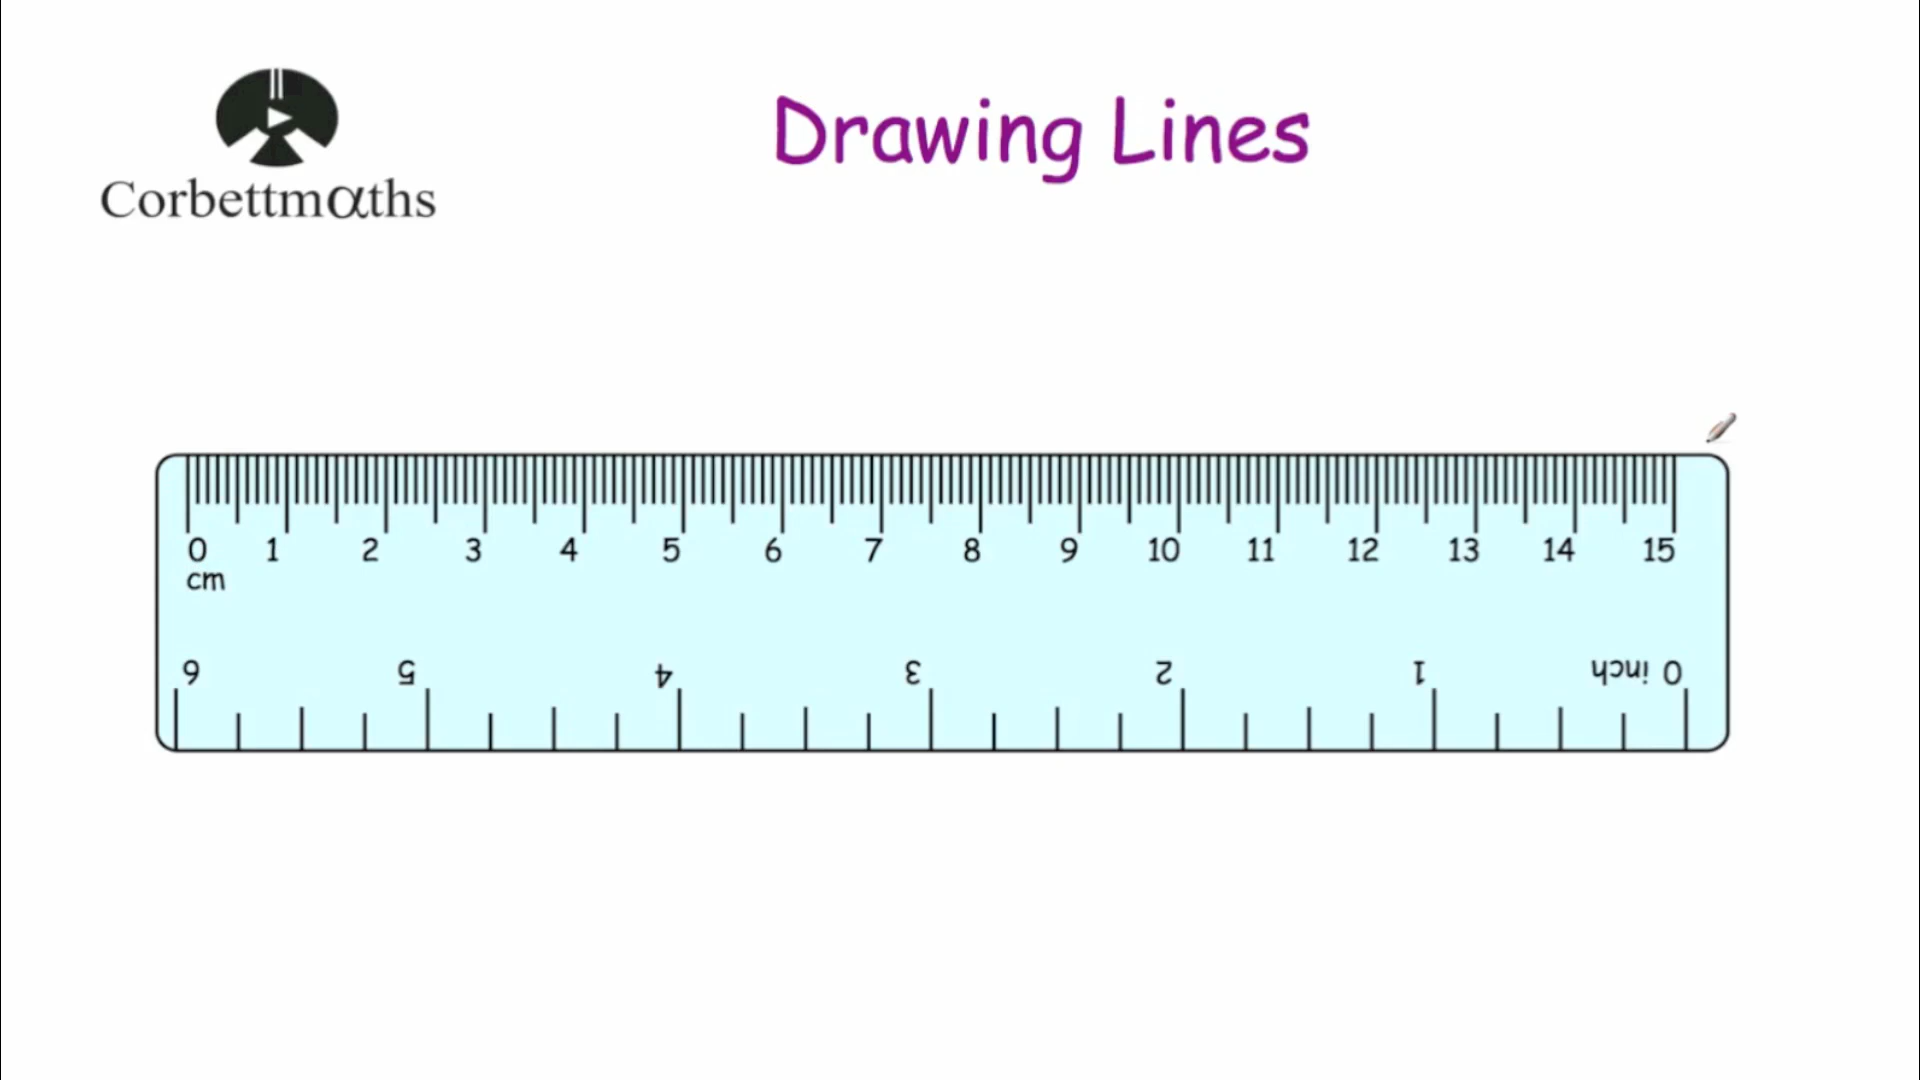 Drawing Lines
Corbettmαths
0 1 2 3 4 5 6 7 8 9 10 11 12 13 14 15
cm
6 5 4 3 2 1 0 inch